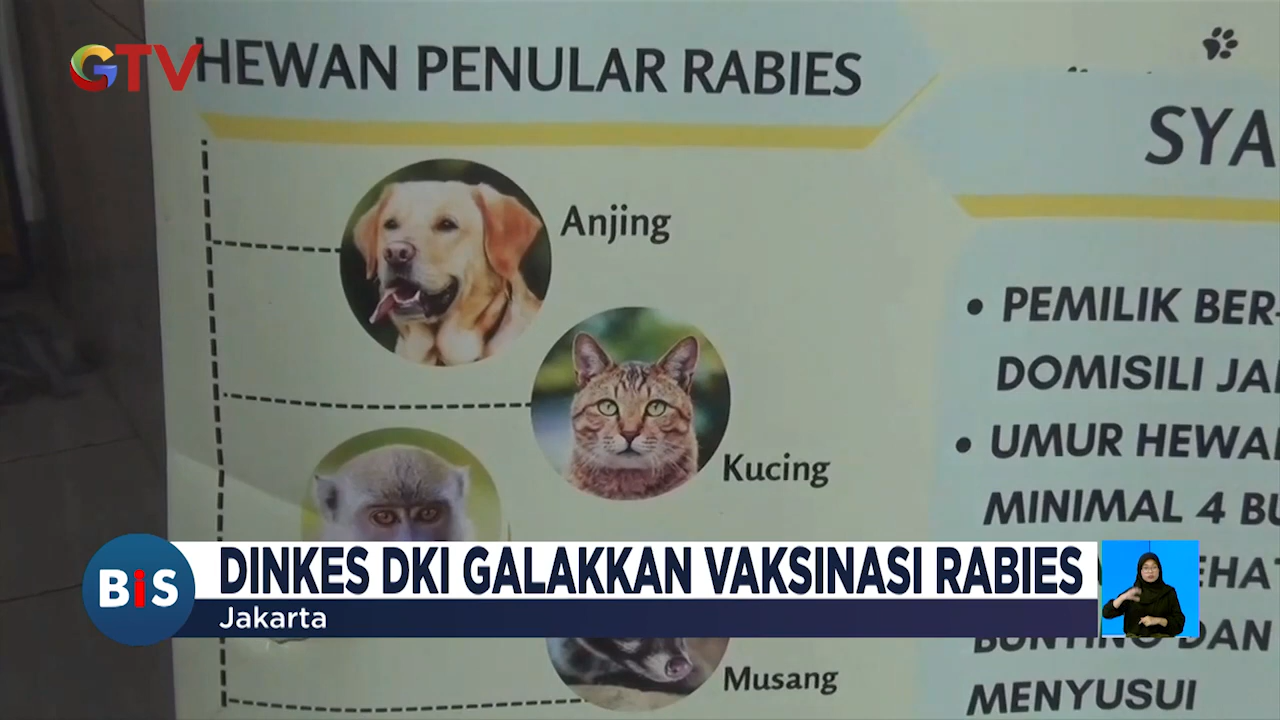 GTV
HEWAN PENULAR RABIES
SYA
Anjing
PEMILIK BER-
DOMISILI JA
UMUR HEWA
Kucing
MINIMAL 4 BU
EHAT
BUNTING DAN
Musang
MENYUSUI
BiS
DINKES DKI GALAKKAN VAKSINASI RABIES
Jakarta